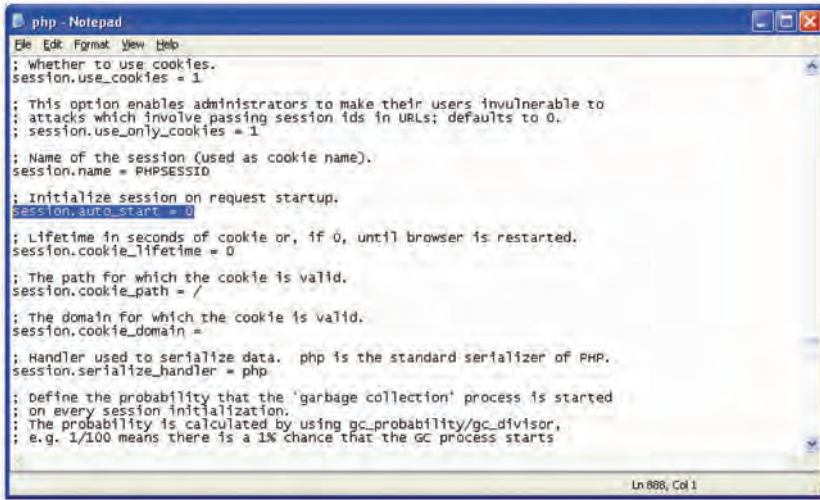 php - Notepad
File Edit Format View Help
; Whether to use cookies.
session.use_cookies = 1
; This option enables administrators to make their users invulnerable to
; attacks which involve passing session ids in URLs; defaults to 0.
; session.use_only_cookies = 1
; Name of the session (used as cookie name).
session.name = PHPSESSID
; Initialize session on request startup.
session.auto_start = 0
; Lifetime in seconds of cookie or, if 0, until browser is restarted.
session.cookie_lifetime = 0
; The path for which the cookie is valid.
session.cookie_path = /
; The domain for which the cookie is valid.
session.cookie_domain =
; Handler used to serialize data.  php is the standard serializer of PHP.
session.serialize_handler = php
; Define the probability that the 'garbage collection' process is started
; on every session initialization.
; The probability is calculated by using gc_probability/gc_divisor,
; e.g. 1/100 means there is a 1% chance that the GC process starts
Ln 888, Col 1